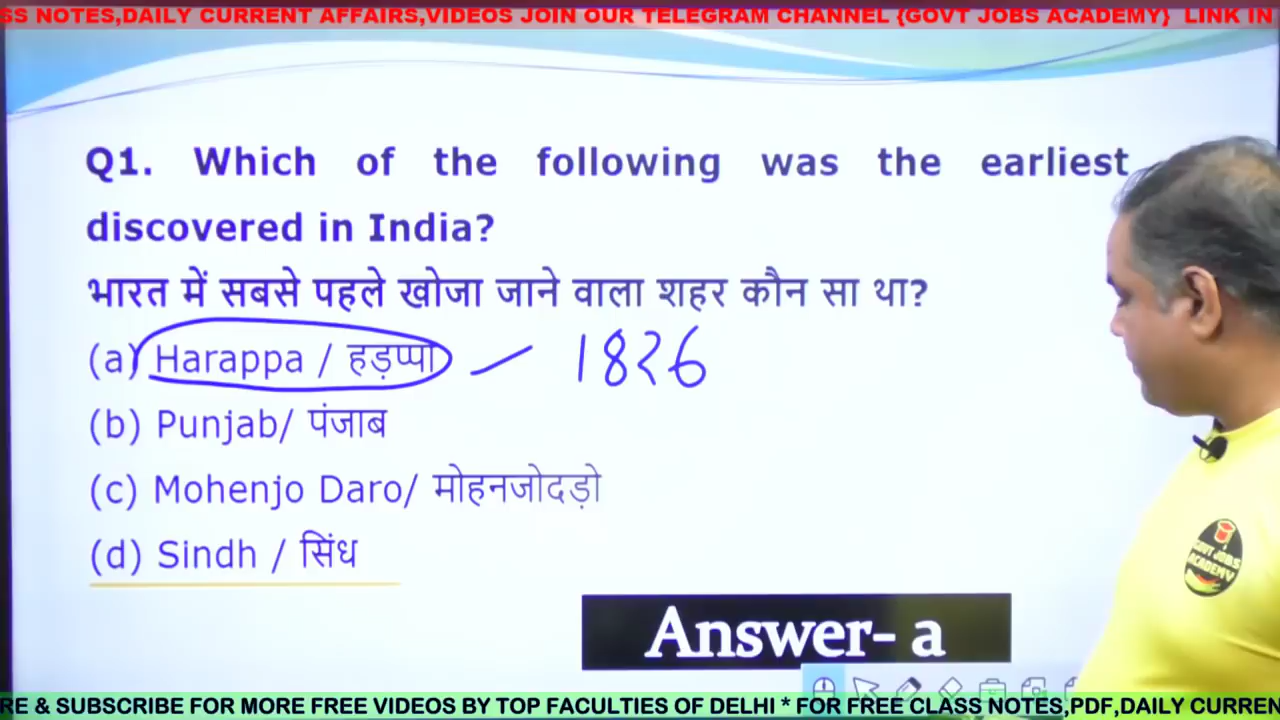 SS NOTES,DAILY CURRENT AFFAIRS,VIDEOS JOIN OUR TELEGRAM CHANNEL {GOVT JOBS ACADEMY} LINK IN
Q1. Which of the following was the earliest
discovered in India?
भारत में सबसे पहले खोजा जाने वाला शहर कौन सा था?
(a) Harappa / हड़प्पा 1826
(b) Punjab/ पंजाब
(c) Mohenjo Daro/ मोहनजोदड़ो
(d) Sindh / सिंध
Answer- a
GOVT JOBS
ACADEMY
RE & SUBSCRIBE FOR MORE FREE VIDEOS BY TOP FACULTIES OF DELHI * FOR FREE CLASS NOTES,PDF,DAILY CURREN